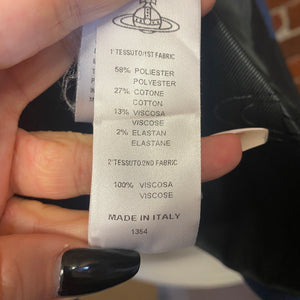 1°TESSUTO/1ST FABRIC
58% POLIESTER
POLYESTER
27% COTONE
COTTON
13% VISCOSA
VISCOSE
2% ELASTAN
ELASTANE
2°TESSUTO/2ND FABRIC
100% VISCOSA
VISCOSE
MADE IN ITALY
1354